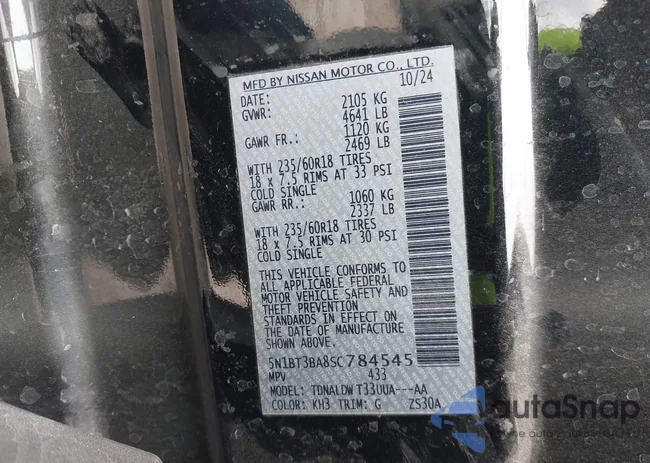 MFD BY NISSAN MOTOR CO., LTD.
DATE: 10/24
GVWR: 2105 KG
4641 LB
GAWR FR.: 1120 KG
2469 LB
WITH 235/60R18 TIRES
18 x 7.5 RIMS AT 33 PSI
COLD SINGLE
GAWR RR.: 1060 KG
2337 LB
WITH 235/60R18 TIRES
18 x 7.5 RIMS AT 30 PSI
COLD SINGLE
THIS VEHICLE CONFORMS TO
ALL APPLICABLE FEDERAL
MOTOR VEHICLE SAFETY AND
THEFT PREVENTION
STANDARDS IN EFFECT ON
THE DATE OF MANUFACTURE
SHOWN ABOVE.
5N1BT3BA8SC784545
MPV 433
MODEL: TDNALDW T33UUA---AA
COLOR: KH3 TRIM: G ZS30A
autaSnap